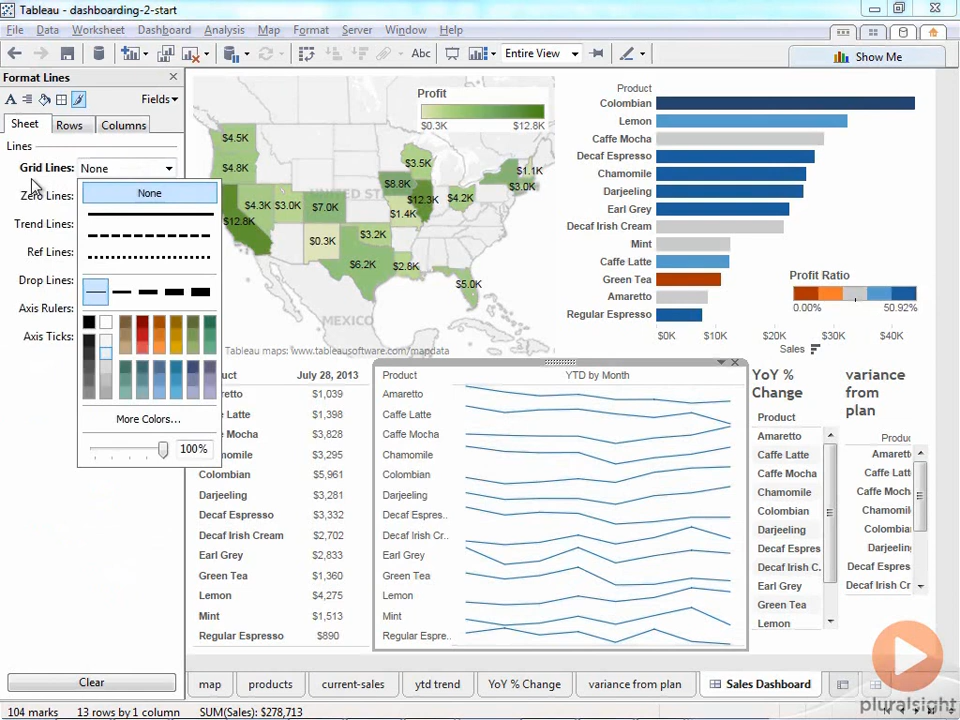 Tableau - dashboarding-2-start
File Data Worksheet Dashboard Analysis Map Format Server Window Help
Abc Entire View Show Me
Format Lines
Fields
Sheet Rows Columns
Lines
Grid Lines: None
Zero Lines:
Trend Lines:
Ref Lines:
Drop Lines:
Axis Rulers:
Axis Ticks:
None
More Colors...
100%
Clear
Profit
$0.3K $12.8K
$4.5K
$4.8K
$12.8K
$4.3K
$3.0K
$7.0K
$0.3K
$3.2K
$6.2K
$2.8K
$3.5K
$8.8K
$12.3K
$1.4K
$4.2K
$1.1K
$3.0K
$5.0K
UNITED STATES
MEXICO
Tableau maps: www.tableausoftware.com/mapdata
Product
Colombian
Lemon
Caffe Mocha
Decaf Espresso
Chamomile
Darjeeling
Earl Grey
Decaf Irish Cream
Mint
Caffe Latte
Green Tea
Amaretto
Regular Espresso
$0K $10K $20K $30K $40K
Sales
Profit Ratio
0.00% 50.92%
July 28, 2013
$1,039
$1,398
$3,828
Chamomile $3,295
Colombian $5,961
Darjeeling $3,281
Decaf Espresso $3,332
Decaf Irish Cream $2,702
Earl Grey $2,833
Green Tea $1,360
Lemon $4,275
Mint $1,513
Regular Espresso $890
Product YTD by Month
Amaretto
Caffe Latte
Caffe Mocha
Chamomile
Colombian
Darjeeling
Decaf Espres..
Decaf Irish Cr..
Earl Grey
Green Tea
Lemon
Mint
Regular Espre..
YoY %
Change
Product
Amaretto
Caffe Latte
Caffe Mocha
Chamomile
Colombian
Darjeeling
Decaf Espres
Decaf Irish C..
Earl Grey
Green Tea
Lemon
variance
from
plan
Produc
Amarett
Caffe Latt
Caffe Moch
Chamomil
Colombia
Darjeelin
Decaf Espres
Decaf Irish Cr
map products current-sales ytd trend YoY % Change variance from plan Sales Dashboard
104 marks 13 rows by 1 column SUM(Sales): $278,713
pluralsight